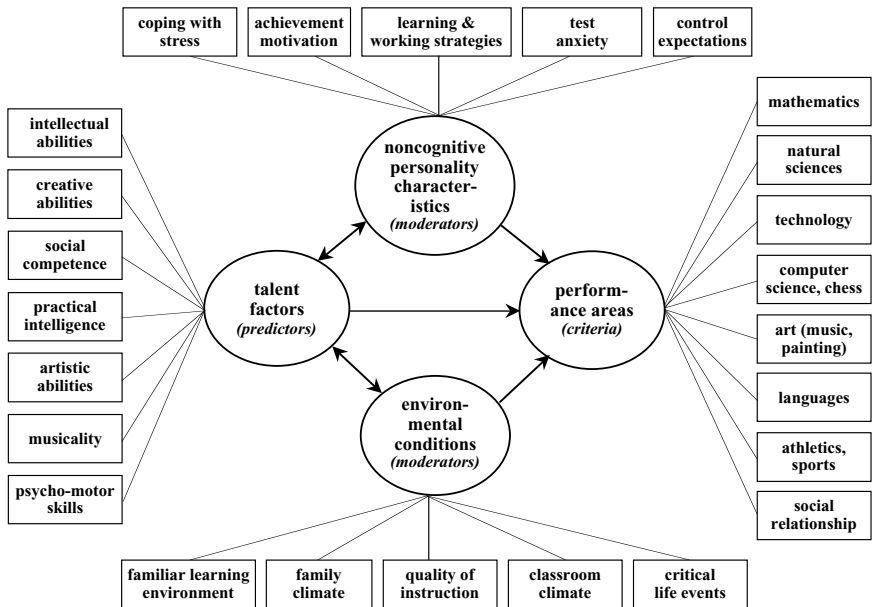 coping with
stress
achievement
motivation
learning &
working strategies
test
anxiety
control
expectations
intellectual
abilities
creative
abilities
social
competence
practical
intelligence
artistic
abilities
musicality
psycho-motor
skills
noncognitive
personality
character-
istics
(moderators)
talent
factors
(predictors)
perform-
ance areas
(criteria)
environ-
mental
conditions
(moderators)
mathematics
natural
sciences
technology
computer
science, chess
art (music,
painting)
languages
athletics,
sports
social
relationship
familiar learning
environment
family
climate
quality of
instruction
classroom
climate
critical
life events